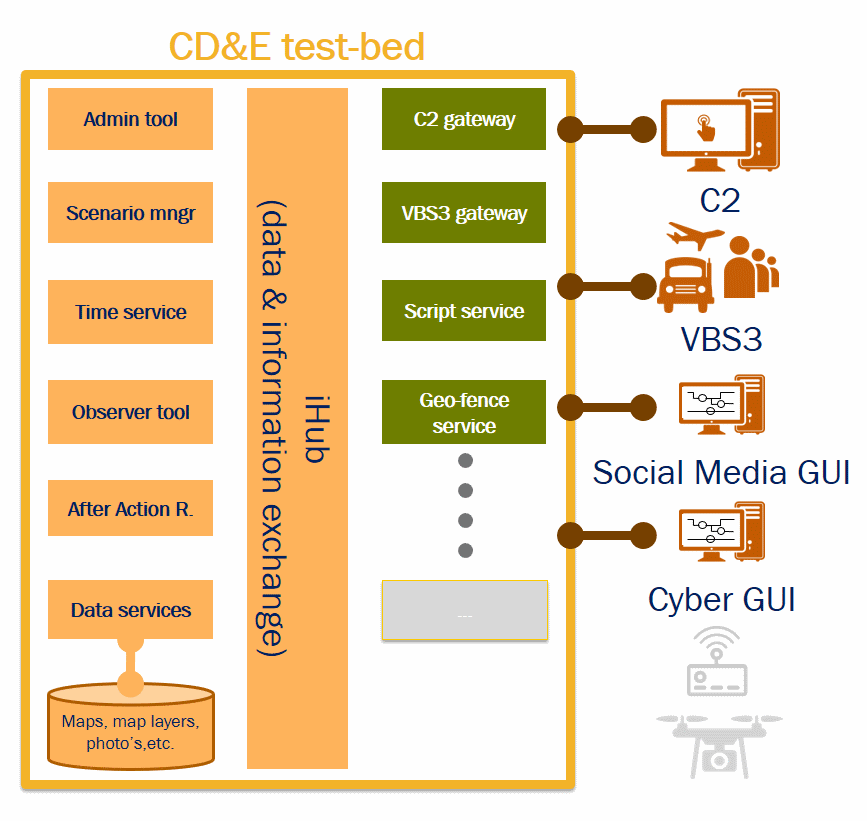 CD&E test-bed
Admin tool
Scenario mngr
Time service
Observer tool
After Action R.
Data services
Maps, map layers,
photo's,etc.
iHub
(data & information exchange)
C2 gateway
VBS3 gateway
Script service
Geo-fence
service
...
C2
VBS3
Social Media GUI
Cyber GUI